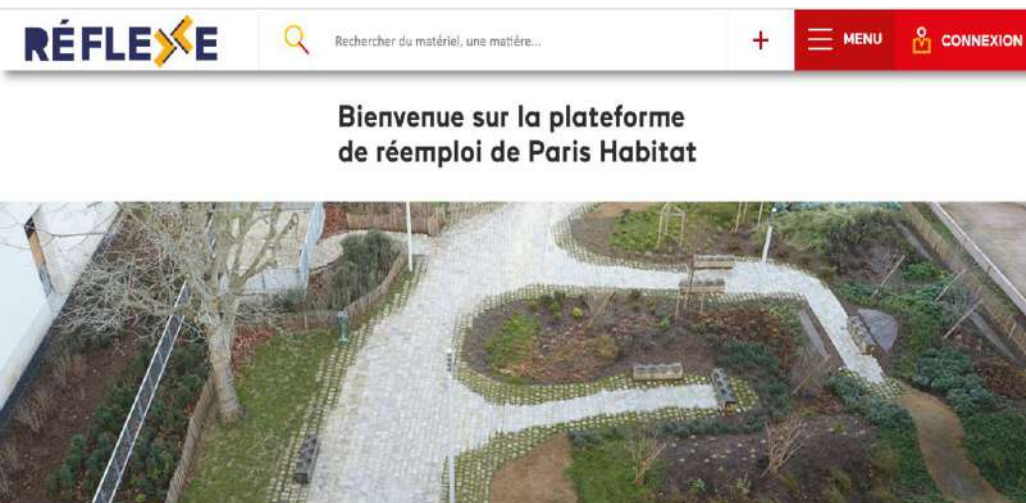 RÉFLEXE
Rechercher du matériel, une matière...
+
MENU
CONNEXION
Bienvenue sur la plateforme
de réemploi de Paris Habitat